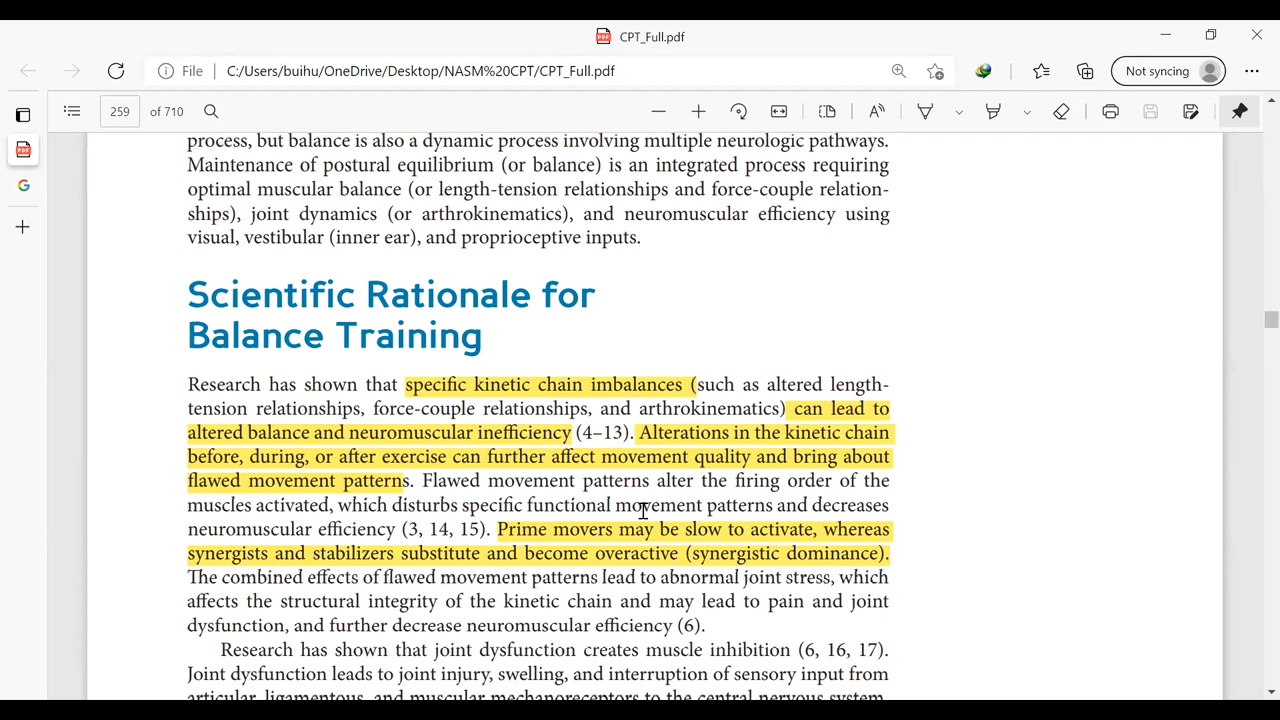 CPT_Full.pdf
File C:/Users/buihu/OneDrive/Desktop/NASM%20CPT/CPT_Full.pdf
Not syncing
259 of 710
process, but balance is also a dynamic process involving multiple neurologic pathways.
Maintenance of postural equilibrium (or balance) is an integrated process requiring
optimal muscular balance (or length-tension relationships and force-couple relation-
ships), joint dynamics (or arthrokinematics), and neuromuscular efficiency using
visual, vestibular (inner ear), and proprioceptive inputs.
Scientific Rationale for
Balance Training
Research has shown that specific kinetic chain imbalances (such as altered length-
tension relationships, force-couple relationships, and arthrokinematics) can lead to
altered balance and neuromuscular inefficiency (4–13). Alterations in the kinetic chain
before, during, or after exercise can further affect movement quality and bring about
flawed movement patterns. Flawed movement patterns alter the firing order of the
muscles activated, which disturbs specific functional movement patterns and decreases
neuromuscular efficiency (3, 14, 15). Prime movers may be slow to activate, whereas
synergists and stabilizers substitute and become overactive (synergistic dominance).
The combined effects of flawed movement patterns lead to abnormal joint stress, which
affects the structural integrity of the kinetic chain and may lead to pain and joint
dysfunction, and further decrease neuromuscular efficiency (6).
Research has shown that joint dysfunction creates muscle inhibition (6, 16, 17).
Joint dysfunction leads to joint injury, swelling, and interruption of sensory input from
articular, ligamentous, and muscular mechanoreceptors to the central nervous system,